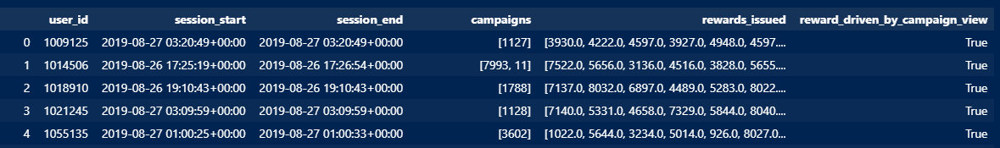 user_id session_start session_end campaigns rewards_issued reward_driven_by_campaign_view
0 1009125 2019-08-27 03:20:49+00:00 2019-08-27 03:20:49+00:00 [1127] [3930.0, 4222.0, 4597.0, 3927.0, 4948.0, 4597.... True
1 1014506 2019-08-26 17:25:19+00:00 2019-08-26 17:26:54+00:00 [7993, 11] [7522.0, 5656.0, 3136.0, 4516.0, 3828.0, 5655.... True
2 1018910 2019-08-26 19:10:43+00:00 2019-08-26 19:10:43+00:00 [1788] [7137.0, 8032.0, 6897.0, 4489.0, 5283.0, 8022.... True
3 1021245 2019-08-27 03:09:59+00:00 2019-08-27 03:09:59+00:00 [1128] [7140.0, 5331.0, 4658.0, 7329.0, 5844.0, 8040.... True
4 1055135 2019-08-27 01:00:25+00:00 2019-08-27 01:00:33+00:00 [3602] [1022.0, 5644.0, 3234.0, 5014.0, 926.0, 8027.0... True